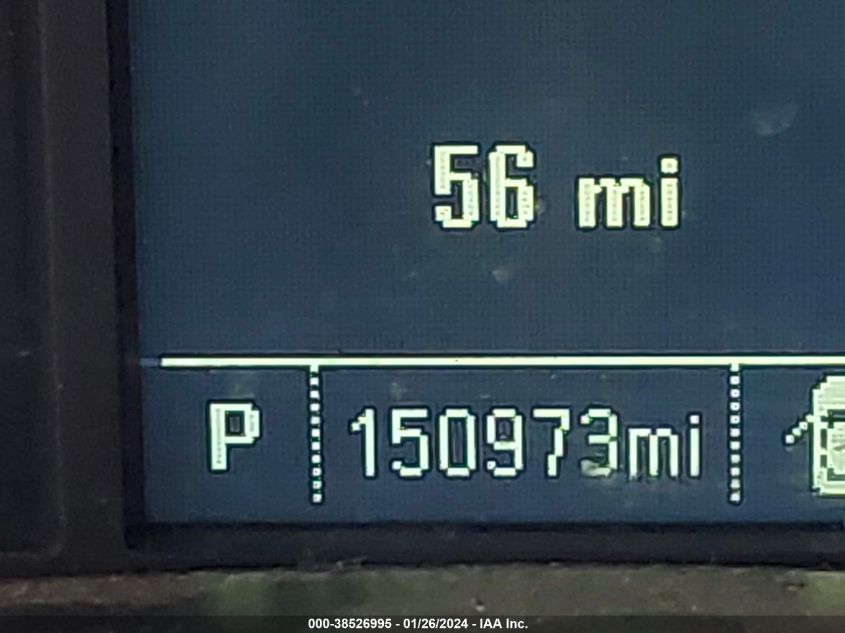 56 mi
P 150973mi
000-38526995 - 01/26/2024 - IAA Inc.